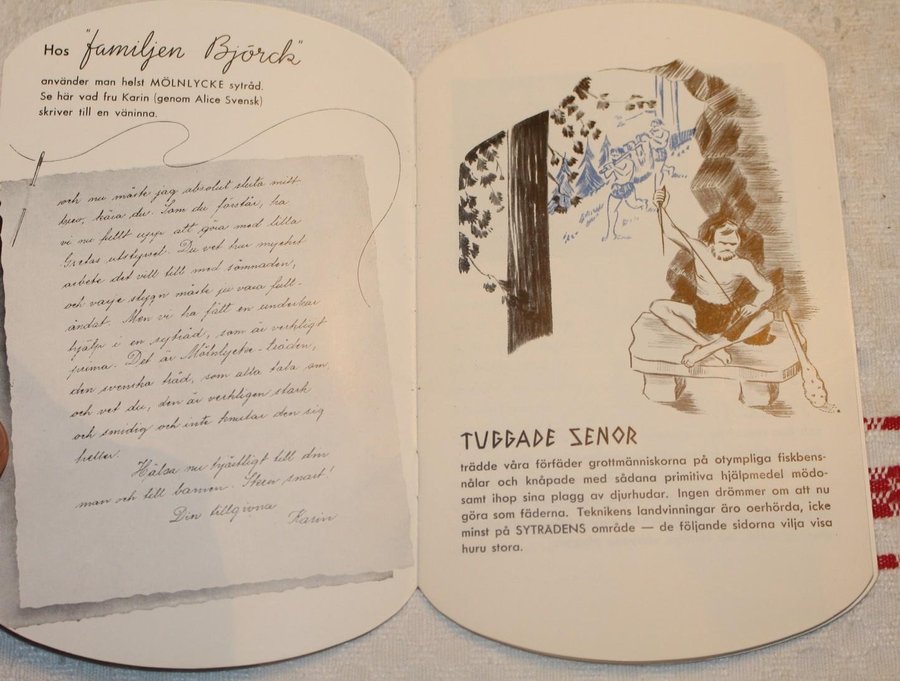 Hos "familjen Björck"
använder man helst MÖLNLYCKE sytråd.
Se här vad fru Karin (genom Alice Svensk)
skriver till en väninna.
och nu måste jag absolut sluta mitt
brev, kära du. Som du förstår, ha
vi nu fullt upp att göra med lilla
Gretas utstyrsel. Du vet hur mycket
arbete det vill till med sömnaden,
och varje stygn måste ju vara full-
ändat. Men vi ha fått en underbar
hjälp i en sytråd, som är verkligt
prima. Det är Mölnlycke-tråden,
den svenska tråd, som alla tala om,
och vet du, den är verkligen stark
och smidig och inte knutar den sig
heller.
Hälsa nu hjärtligt till din
man och till barnen. Skriv snart!
Din tillgivna
Karin
TUGGADE SENOR
trädde våra förfäder grottmänniskorna på otympliga fiskbens-
nålar och knåpade med sådana primitiva hjälpmedel mödo-
samt ihop sina plagg av djurhudar. Ingen drömmer om att nu
göra som fäderna. Teknikens landvinningar äro oerhörda, icke
minst på SYTRÅDENS område — de följande sidorna vilja visa
huru stora.